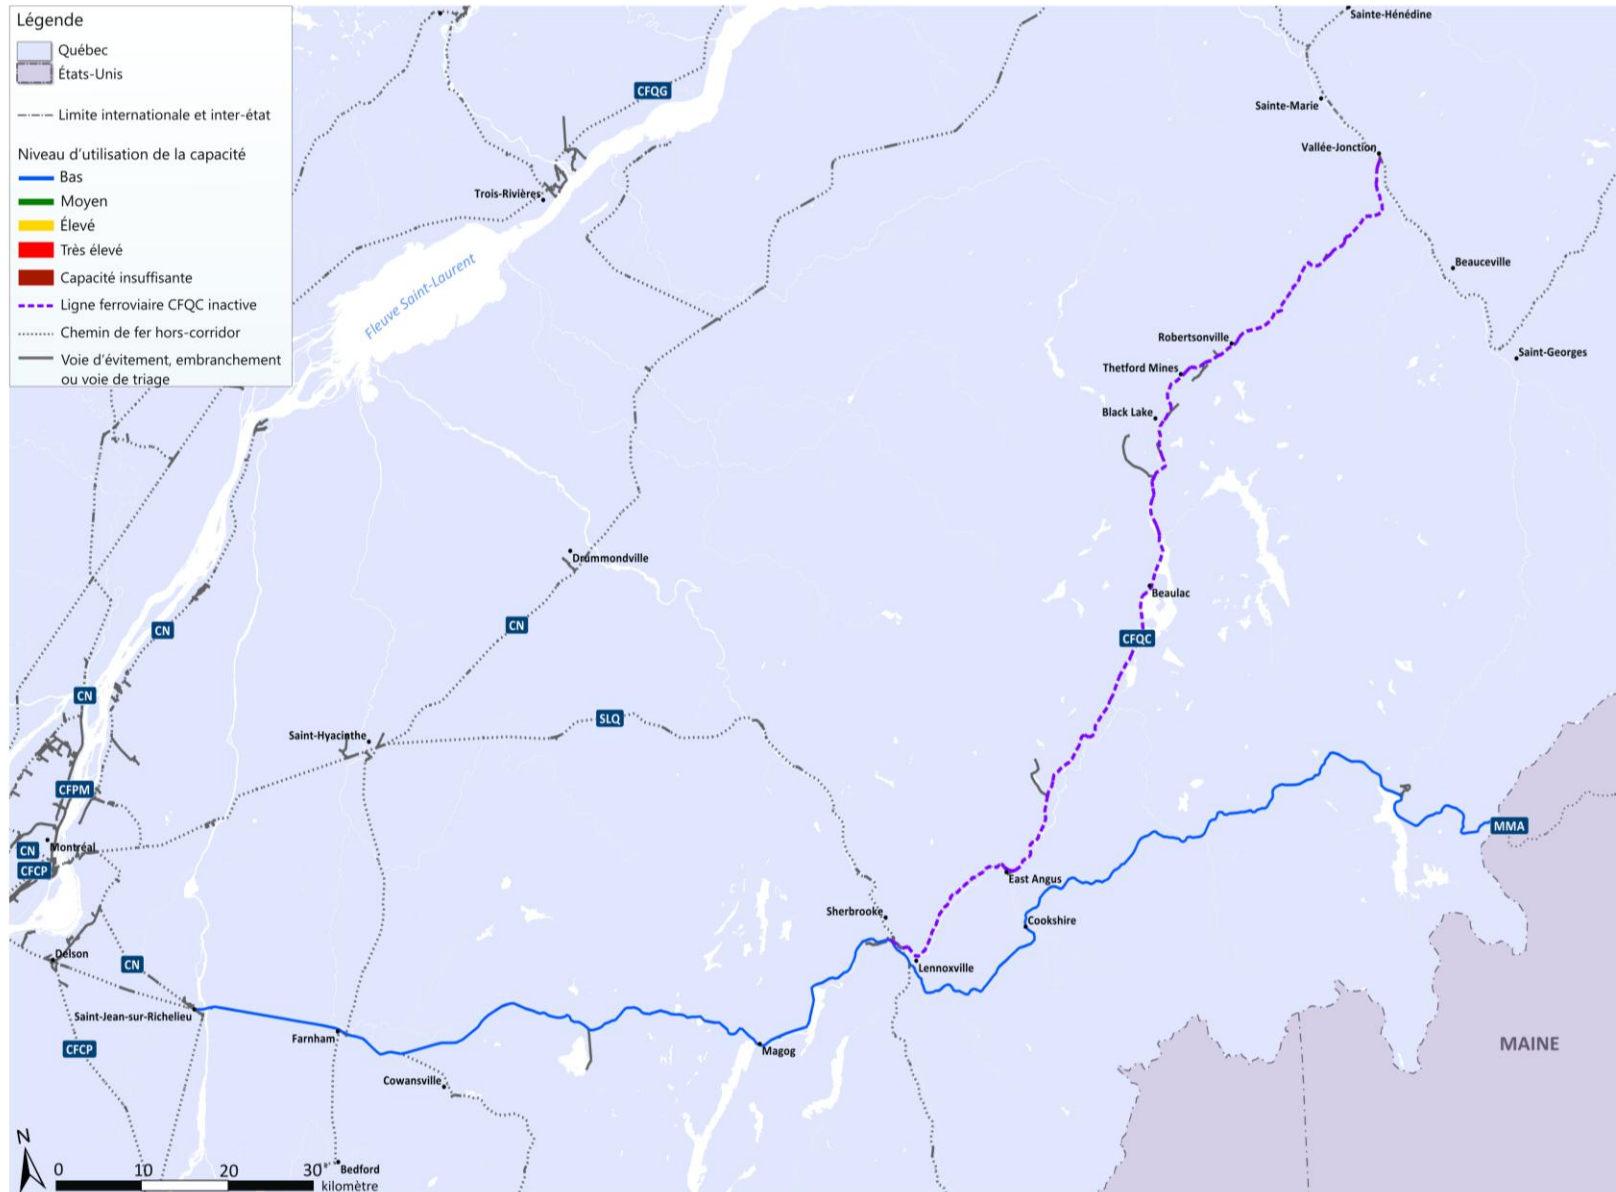 Légende
Québec
États-Unis
Limite internationale et inter-état
Niveau d'utilisation de la capacité
Bas
Moyen
Élevé
Très élevé
Capacité insuffisante
Ligne ferroviaire CFQC inactive
Chemin de fer hors-corridor
Voie d'évitement, embranchement
ou voie de triage
Sainte-Hénédine
CFQG
Sainte-Marie
Vallée-Jonction
Trois-Rivières
Beauceville
Fleuve Saint-Laurent
Robertsonville
Saint-Georges
Thetford Mines
Black Lake
Drummondville
Beaulac
CN
CN
CFQC
CN
SLQ
Saint-Hyacinthe
CFPM
MMA
Montréal
CN
CFCP
East Angus
Sherbrooke
Cookshire
Delson
CN
Lennoxville
Saint-Jean-sur-Richelieu
Farnham
MAINE
CFCP
Magog
Cowansville
N
0 10 20 30
kilomètre
Bedford